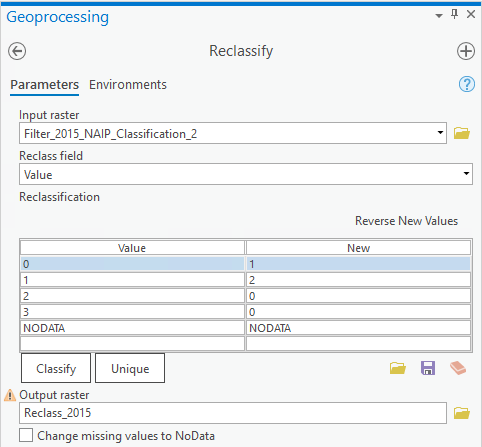 Geoprocessing
Reclassify
Parameters Environments
Input raster
Filter_2015_NAIP_Classification_2
Reclass field
Value
Reclassification
Reverse New Values
Value New
0 1
1 2
2 0
3 0
NODATA NODATA
Classify Unique
Output raster
Reclass_2015
Change missing values to NoData